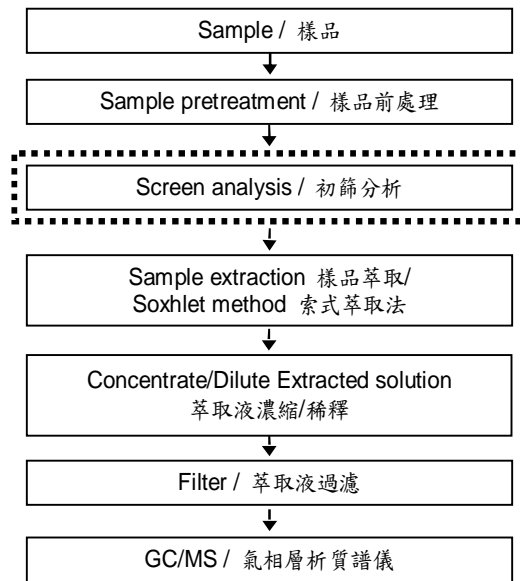 Sample / 樣品
Sample pretreatment / 樣品前處理
Screen analysis / 初篩分析
Sample extraction 樣品萃取/
Soxhlet method 索式萃取法
Concentrate/Dilute Extracted solution
萃取液濃縮/稀釋
Filter / 萃取液過濾
GC/MS / 氣相層析質譜儀